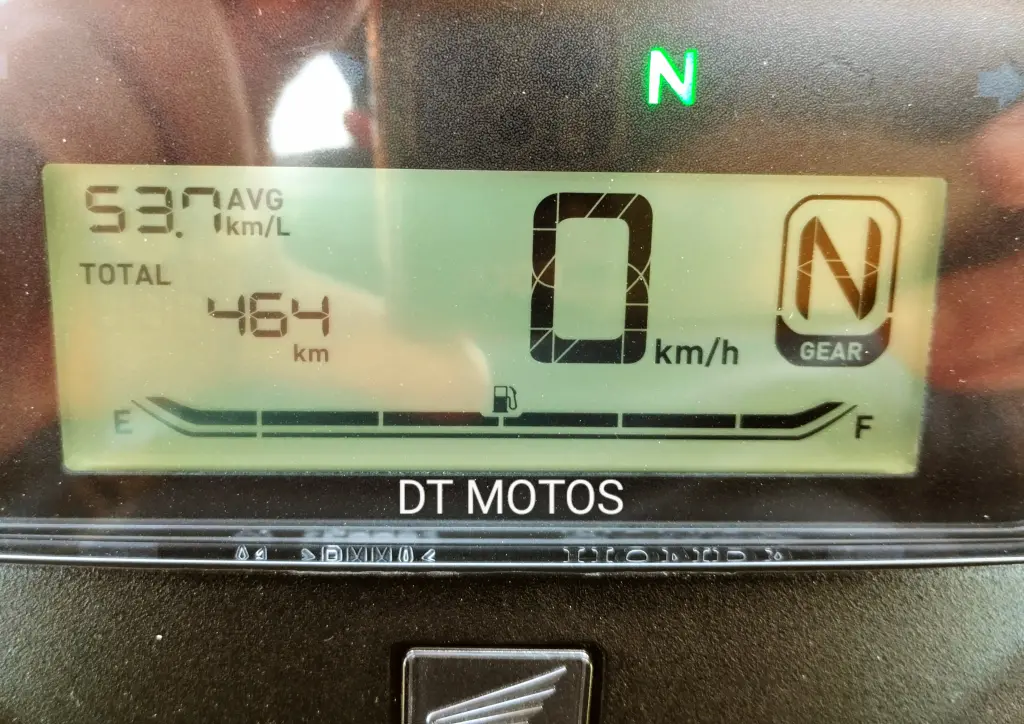 N
53.7 AVG
km/L
TOTAL
464
km
0 km/h
N
GEAR
E F
DT MOTOS